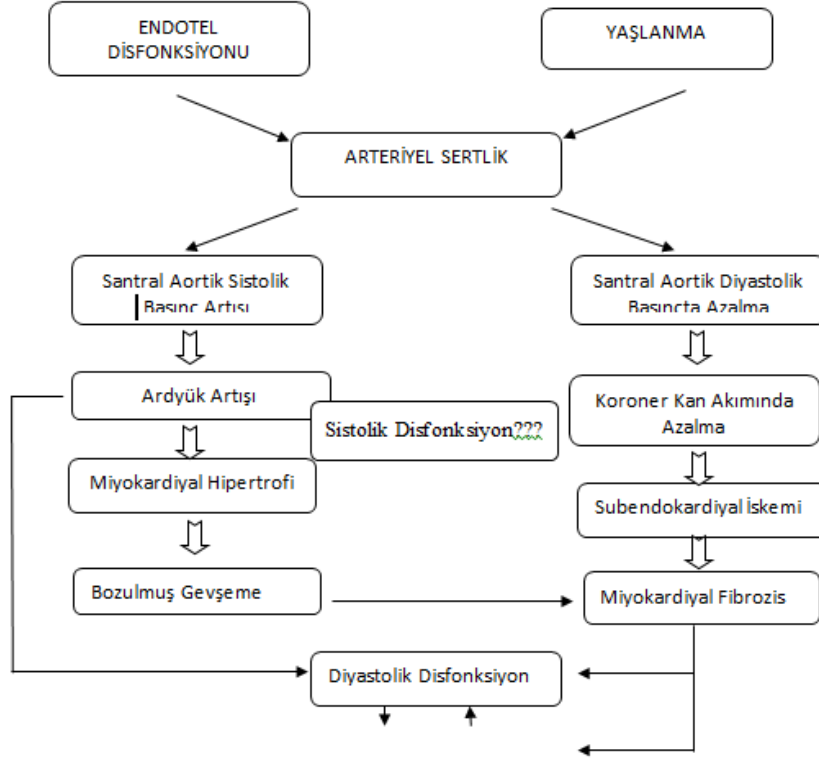 ENDOTEL
DİSFONKSİYONU
YAŞLANMA
ARTERİYEL SERTLİK
Santral Aortik Sistolik
Basınç Artışı
Santral Aortik Diyastolik
Basınçta Azalma
Ardyük Artışı
Koroner Kan Akımında
Azalma
Sistolik Disfonksiyon???
Miyokardiyal Hipertrofi
Subendokardiyal İskemi
Bozulmuş Gevşeme
Miyokardiyal Fibrozis
Diyastolik Disfonksiyon